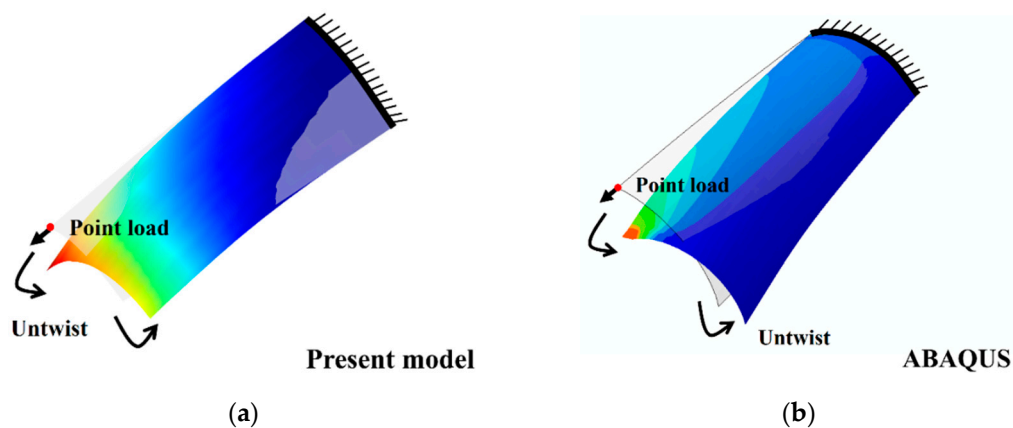 Point load
Untwist
Present model
(a)
Point load
Untwist
ABAQUS
(b)